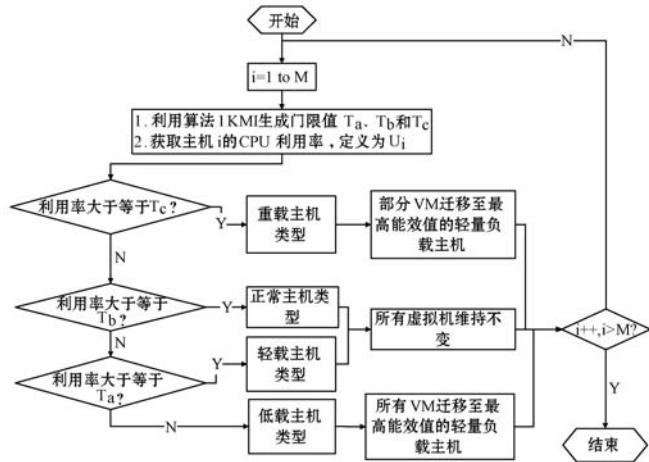 开始
N
i=1 to M
1. 利用算法1KMI生成门限值 Ta、Tb和Tc
2. 获取主机i的CPU 利用率，定义为Ui
利用率大于等于Tc?
Y
重载主机
类型
部分 VM迁移至最
高能效值的轻量负
载主机
N
利用率大于等于
Tb?
Y
正常主机类
型
所有虚拟机维持不
变
i++,i>M?
N
利用率大于等于
Ta?
Y
轻载主机
类型
Y
N
低载主机
类型
所有 VM迁移至最
高能效值的轻量负
载主机
结束